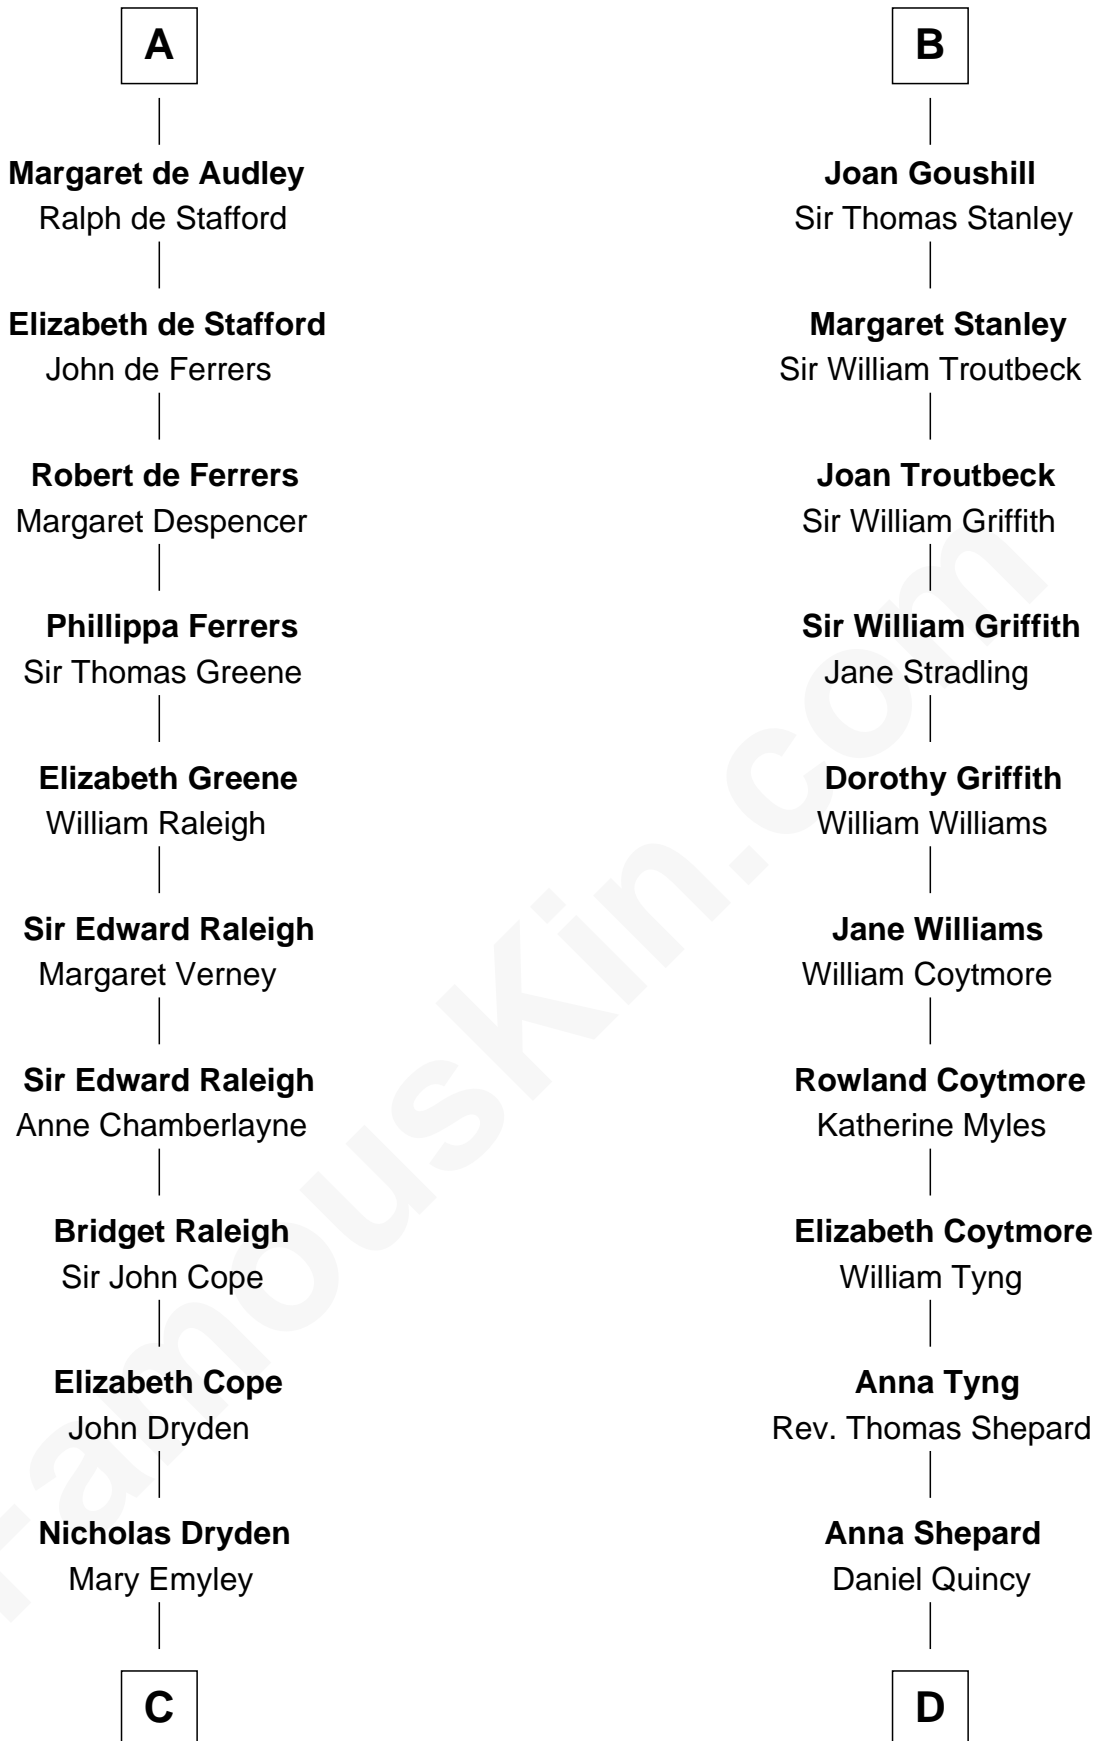 A
Margaret de Audley
Ralph de Stafford
Elizabeth de Stafford
John de Ferrers
Robert de Ferrers
Margaret Despencer
Phillippa Ferrers
Sir Thomas Greene
Elizabeth Greene
William Raleigh
Sir Edward Raleigh
Margaret Verney
Sir Edward Raleigh
Anne Chamberlayne
Bridget Raleigh
Sir John Cope
Elizabeth Cope
John Dryden
Nicholas Dryden
Mary Emyley
C
B
Joan Goushill
Sir Thomas Stanley
Margaret Stanley
Sir William Troutbeck
Joan Troutbeck
Sir William Griffith
Sir William Griffith
Jane Stradling
Dorothy Griffith
William Williams
Jane Williams
William Coytmore
Rowland Coytmore
Katherine Myles
Elizabeth Coytmore
William Tyng
Anna Tyng
Rev. Thomas Shepard
Anna Shepard
Daniel Quincy
D
FamousKin.com